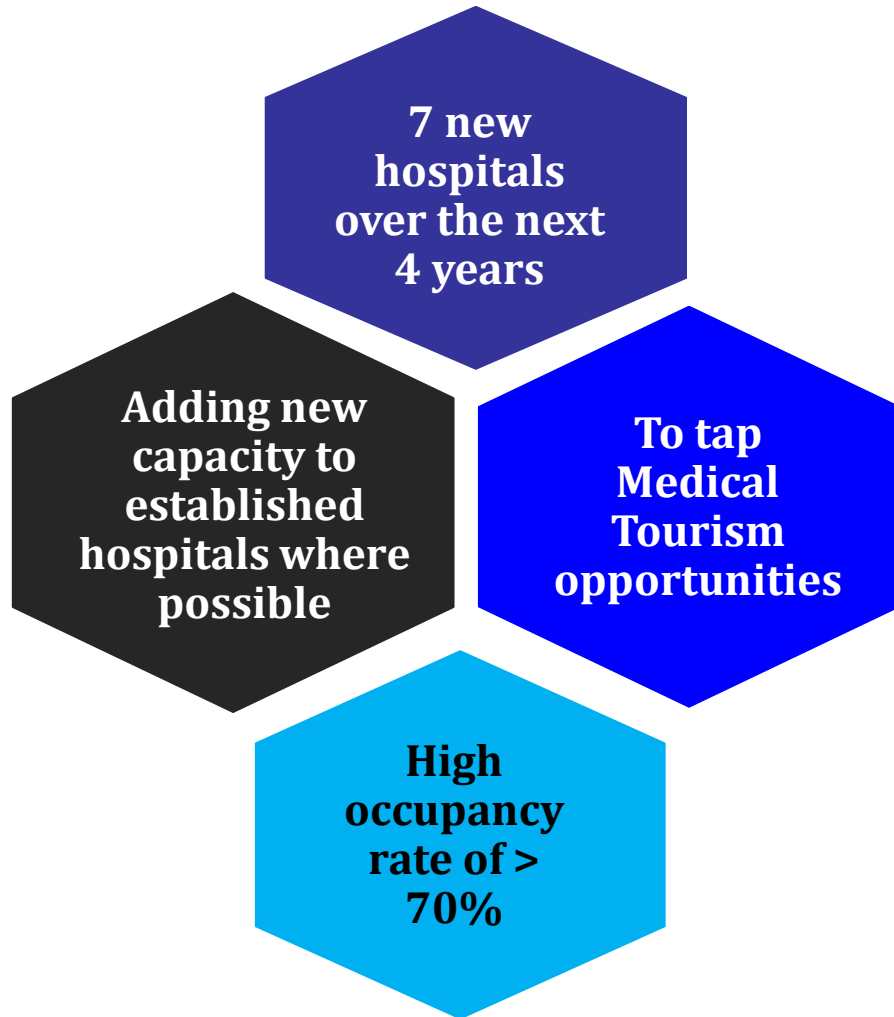 7 new
hospitals
over the next
4 years
Adding new
capacity to
established
hospitals where
possible
To tap
Medical
Tourism
opportunities
High
occupancy
rate of >
70%